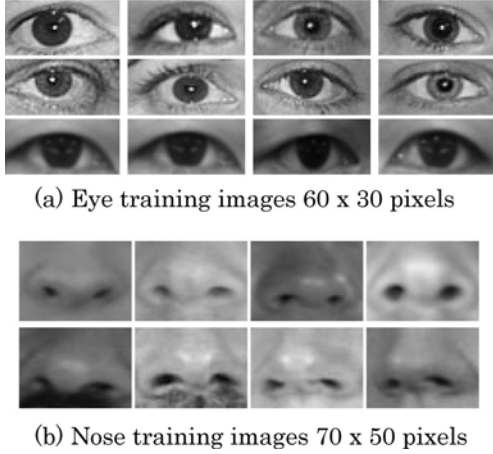 (a) Eye training images 60 x 30 pixels
(b) Nose training images 70 x 50 pixels